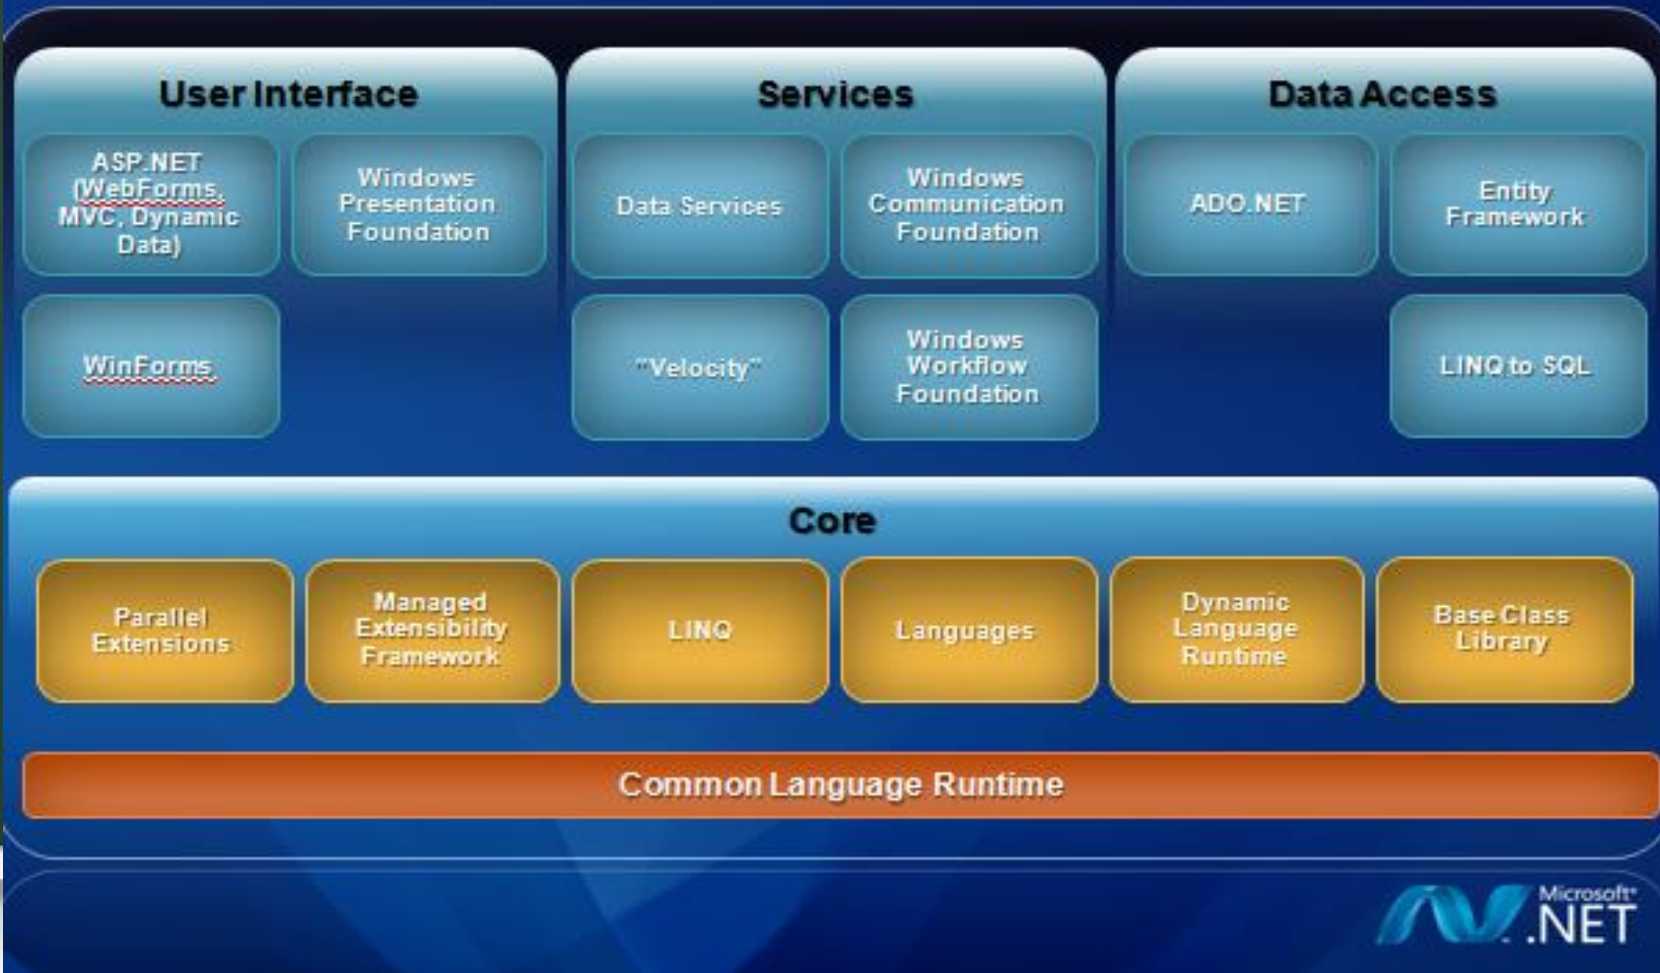 User Interface
Services
Data Access
ASP.NET
(WebForms,
MVC, Dynamic
Data)
Windows
Presentation
Foundation
Data Services
Windows
Communication
Foundation
ADO.NET
Entity
Framework
WinForms
"Velocity"
Windows
Workflow
Foundation
LINQ to SQL
Core
Parallel
Extensions
Managed
Extensibility
Framework
LINQ
Languages
Dynamic
Language
Runtime
Base Class
Library
Common Language Runtime
Microsoft®
.NET